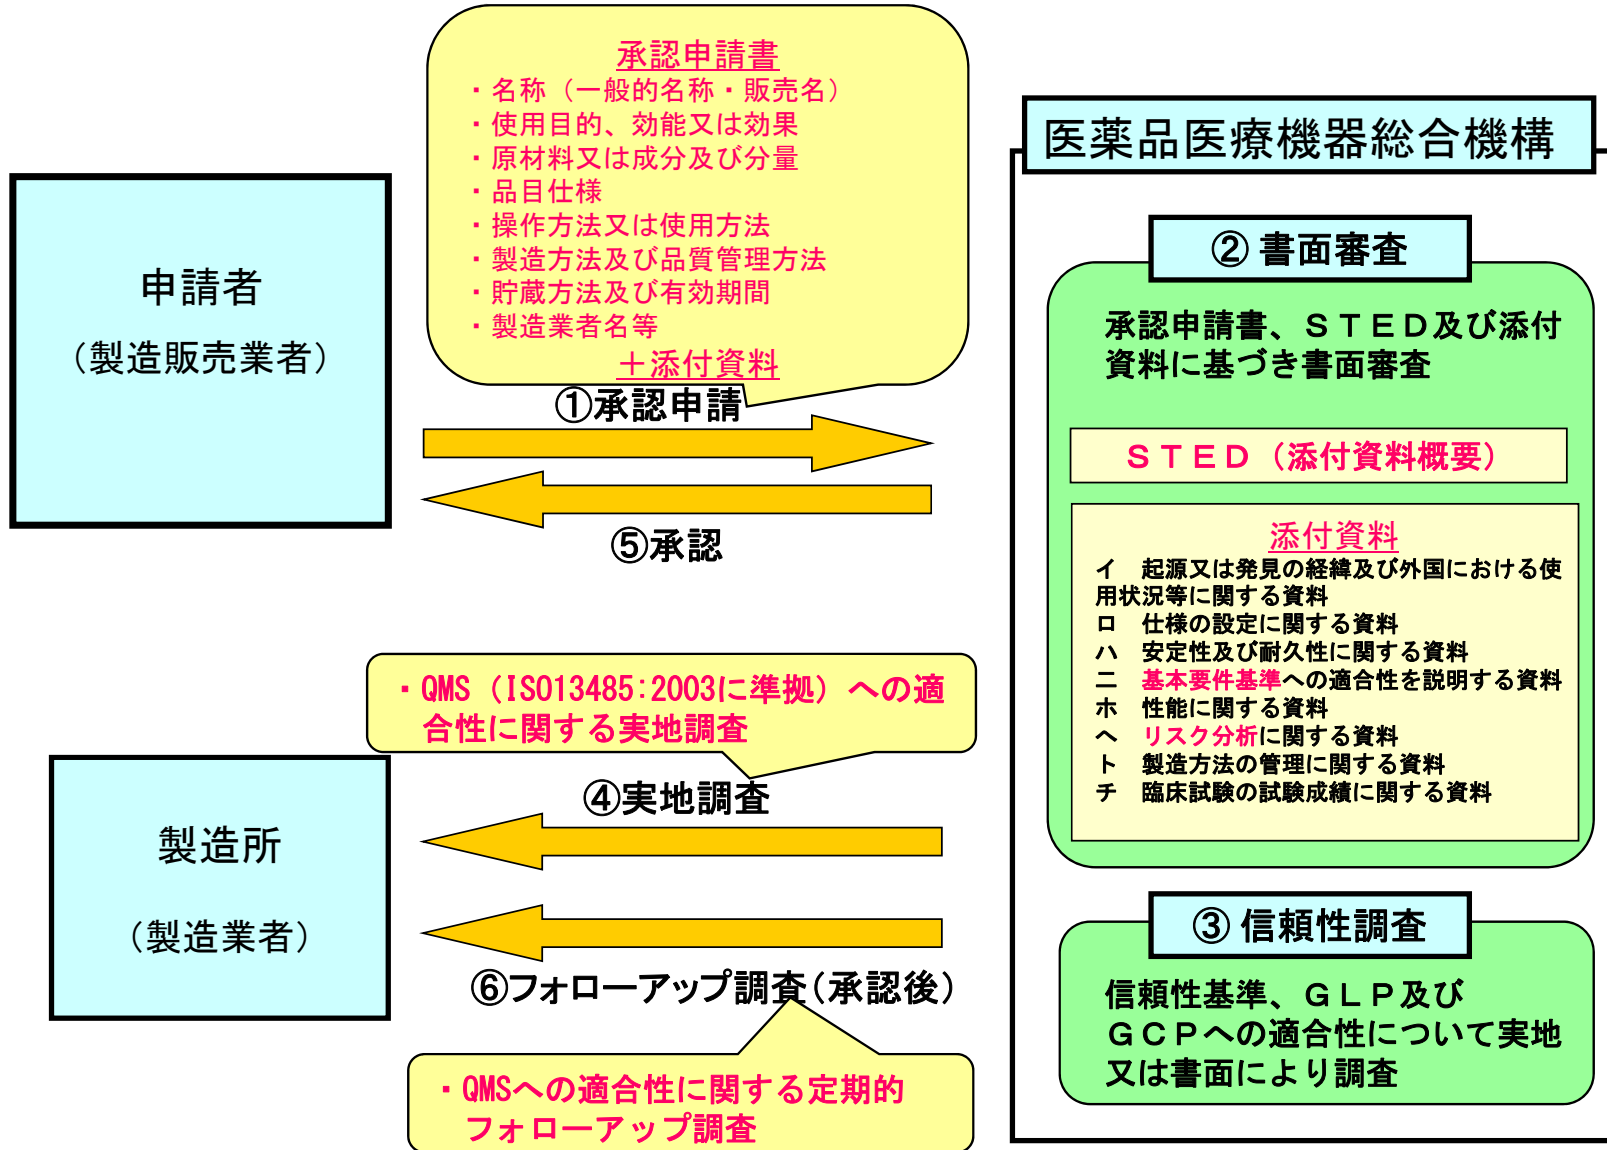 承認申請書
・名称（一般的名称・販売名）
・使用目的、効能又は効果
・原材料又は成分及び分量
・品目仕様
・操作方法又は使用方法
・製造方法及び品質管理方法
・貯蔵方法及び有効期間
・製造業者名等
＋添付資料
申請者
（製造販売業者）
①承認申請
⑤承認
・QMS（ISO13485:2003に準拠）への適
合性に関する実地調査
④実地調査
製造所
（製造業者）
⑥フォローアップ調査（承認後）
・QMSへの適合性に関する定期的
フォローアップ調査
医薬品医療機器総合機構
②書面審査
承認申請書、ＳＴＥＤ及び添付
資料に基づき書面審査
ＳＴＥＤ（添付資料概要）
添付資料
イ　起源又は発見の経緯及び外国における使
用状況等に関する資料
ロ　仕様の設定に関する資料
ハ　安定性及び耐久性に関する資料
ニ　基本要件基準への適合性を説明する資料
ホ　性能に関する資料
ヘ　リスク分析に関する資料
ト　製造方法の管理に関する資料
チ　臨床試験の試験成績に関する資料
③信頼性調査
信頼性基準、ＧＬＰ及び
ＧＣＰへの適合性について実地
又は書面により調査